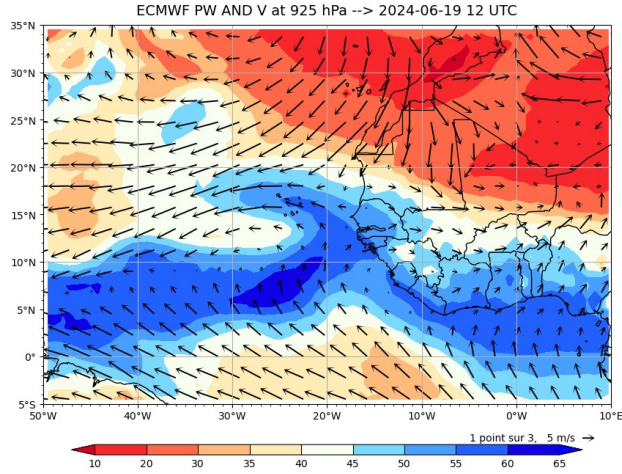 ECMWF PW AND V at 925 hPa --> 2024-06-19 12 UTC
35°N
30°N
25°N
20°N
15°N
10°N
5°N
0°
5°S
50°W 40°W 30°W 20°W 10°W 0°W 10°E
1 point sur 3, 5 m/s
10 20 30 35 40 45 50 55 60 65